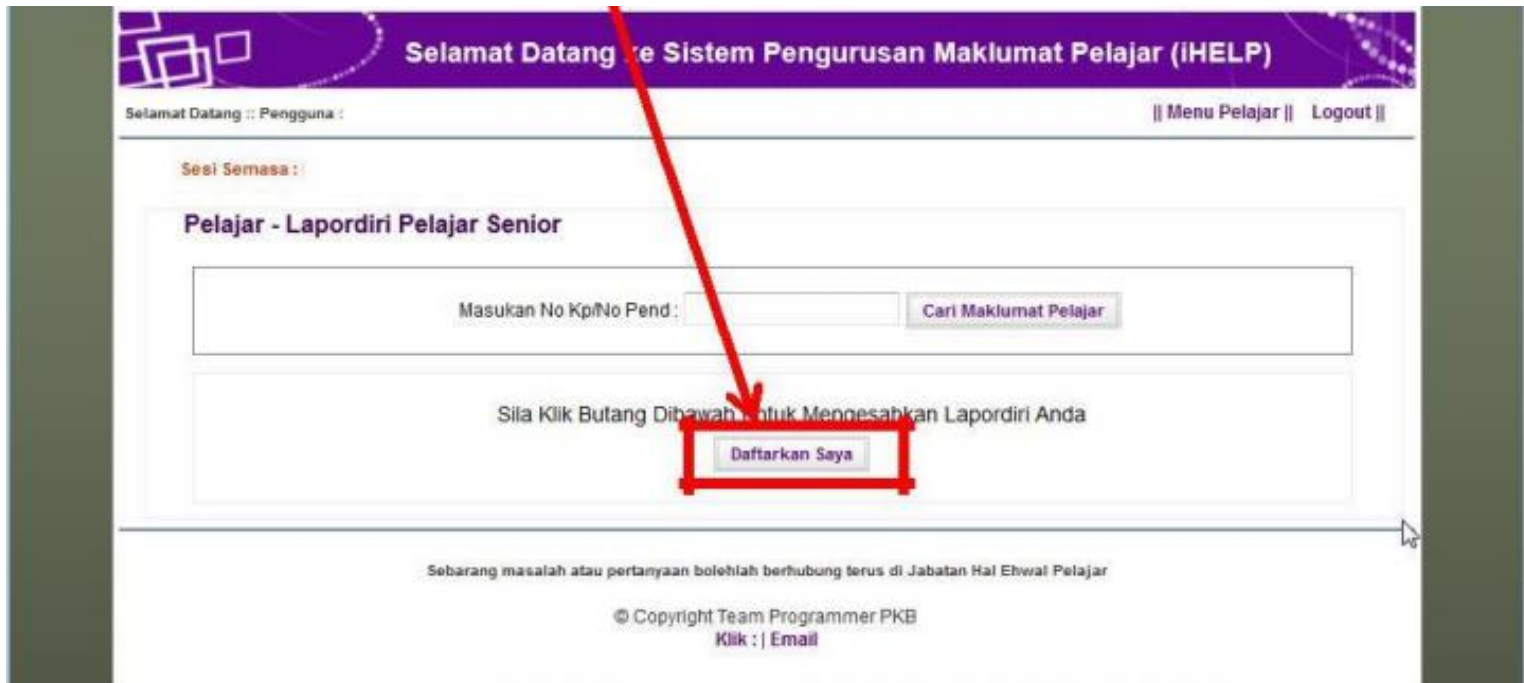 Selamat Datang ke Sistem Pengurusan Maklumat Pelajar (iHELP)
Selamat Datang :: Pengguna :
|| Menu Pelajar || Logout ||
Sesi Semasa :
Pelajar - Lapordiri Pelajar Senior
Masukan No Kp/No Pend :
Cari Maklumat Pelajar
Sila Klik Butang Dibawah Untuk Mengesahkan Lapordiri Anda
Daftarkan Saya
Sebarang masalah atau pertanyaan bolehlah berhubung terus di Jabatan Hal Ehwal Pelajar
© Copyright Team Programmer PKB
Klik : | Email